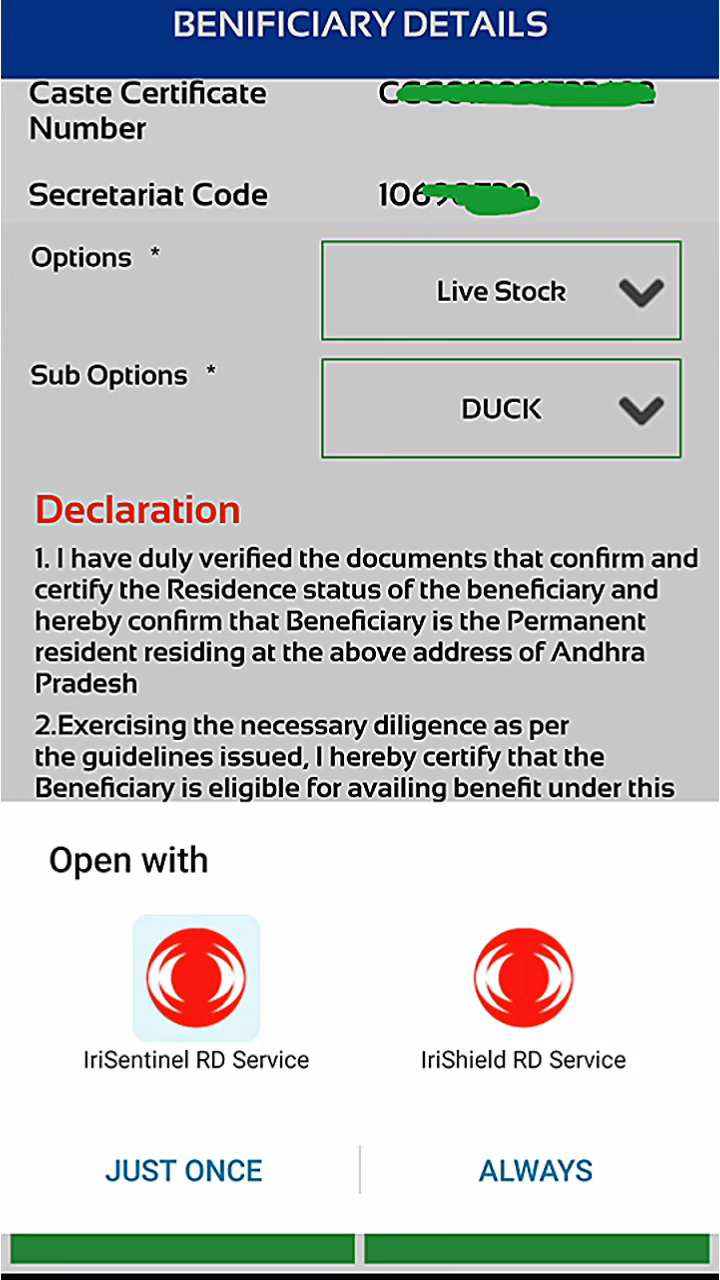 BENIFICIARY DETAILS
Caste Certificate
Number
Secretariat Code
Options *
Live Stock
Sub Options *
DUCK
Declaration
1. I have duly verified the documents that confirm and
certify the Residence status of the beneficiary and
hereby confirm that Beneficiary is the Permanent
resident residing at the above address of Andhra
Pradesh
2.Exercising the necessary diligence as per
the guidelines issued, I hereby certify that the
Beneficiary is eligible for availing benefit under this
Open with
IriSentinel RD Service
IriShield RD Service
JUST ONCE
ALWAYS